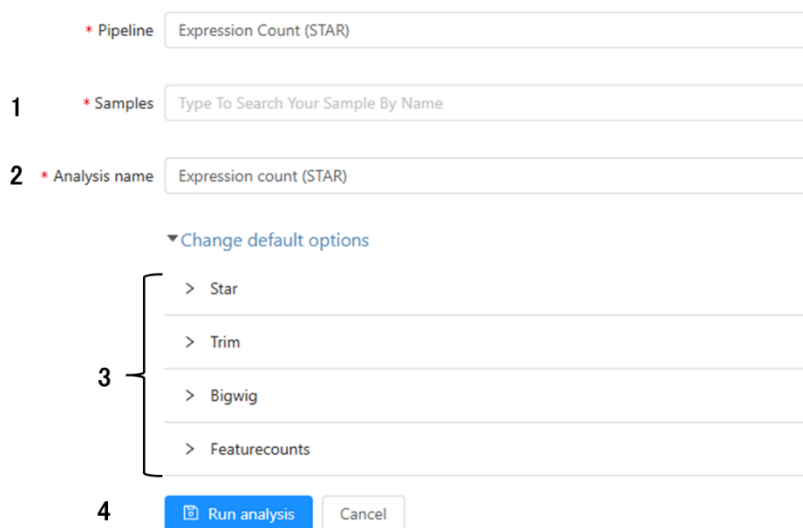 * Pipeline Expression Count (STAR)
1 * Samples Type To Search Your Sample By Name
2 * Analysis name Expression count (STAR)
Change default options
> Star
> Trim
3
> Bigwig
> Featurecounts
4 Run analysis Cancel